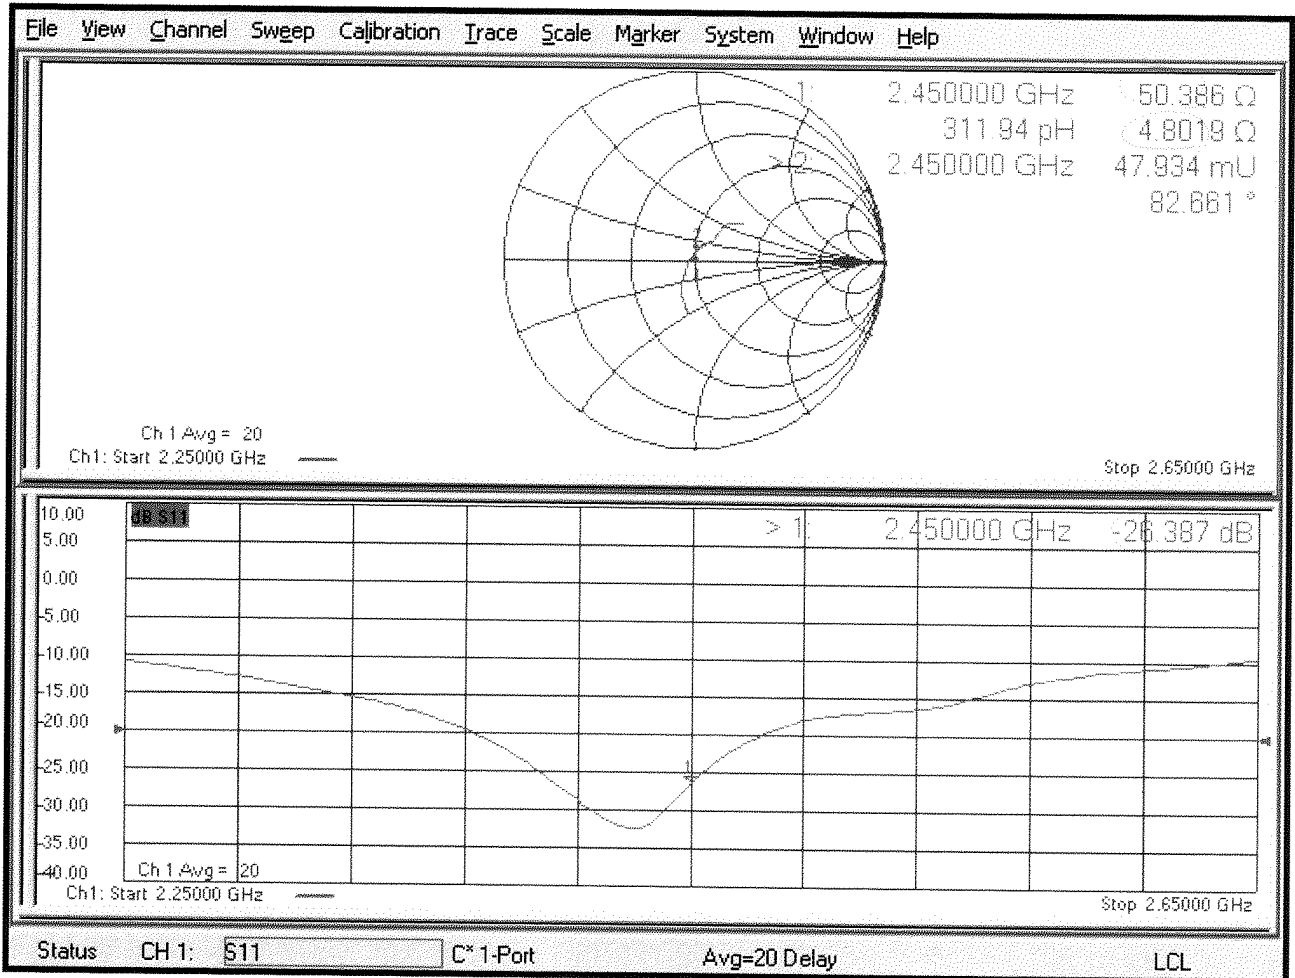 File View Channel Sweep Calibration Trace Scale Marker System Window Help
1: 2.450000 GHz 50.386 Ω
311.94 pH 4.8019 Ω
> 2: 2.450000 GHz 47.934 mU
82.661 °
Ch 1 Avg = 20
Ch1: Start 2.25000 GHz
Stop 2.65000 GHz
10.00 dB S11
> 1: 2.450000 GHz -26.387 dB
5.00
0.00
-5.00
-10.00
-15.00
-20.00
-25.00
1
-30.00
-35.00
-40.00
Ch 1 Avg = 20
Ch1: Start 2.25000 GHz
Stop 2.65000 GHz
Status CH 1: S11 C* 1-Port Avg=20 Delay LCL